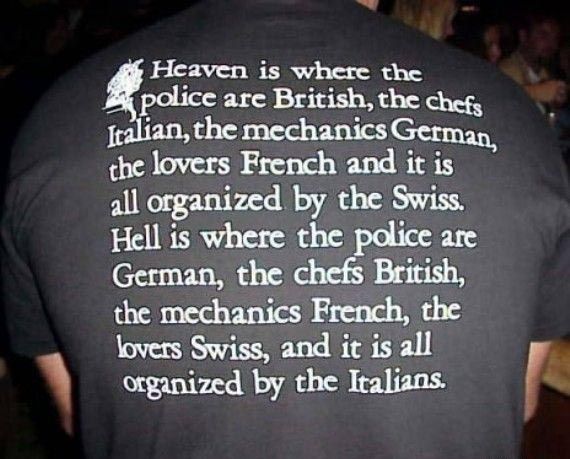 Heaven is where the
police are British, the chefs
Italian, the mechanics German,
the lovers French and it is
all organized by the Swiss.
Hell is where the police are
German, the chefs British,
the mechanics French, the
lovers Swiss, and it is all
organized by the Italians.